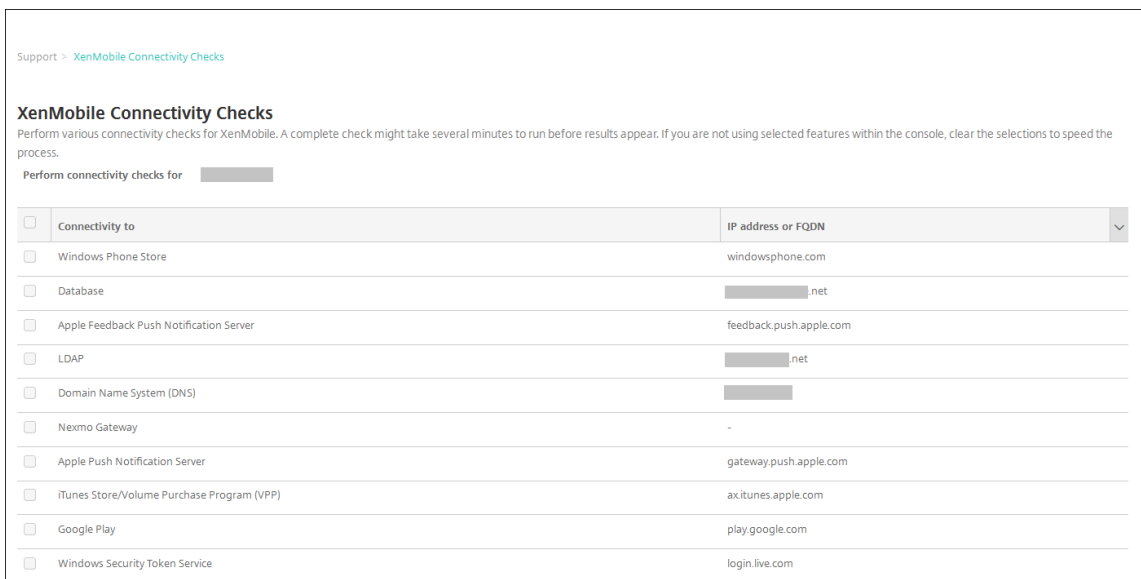 Support > XenMobile Connectivity Checks
XenMobile Connectivity Checks
Perform various connectivity checks for XenMobile. A complete check might take several minutes to run before results appear. If you are not using selected features within the console, clear the selections to speed the
process.
Perform connectivity checks for
Connectivity to IP address or FQDN
Windows Phone Store windowsphone.com
Database .net
Apple Feedback Push Notification Server feedback.push.apple.com
LDAP .net
Domain Name System (DNS)
Nexmo Gateway -
Apple Push Notification Server gateway.push.apple.com
iTunes Store/Volume Purchase Program (VPP) ax.itunes.apple.com
Google Play play.google.com
Windows Security Token Service login.live.com